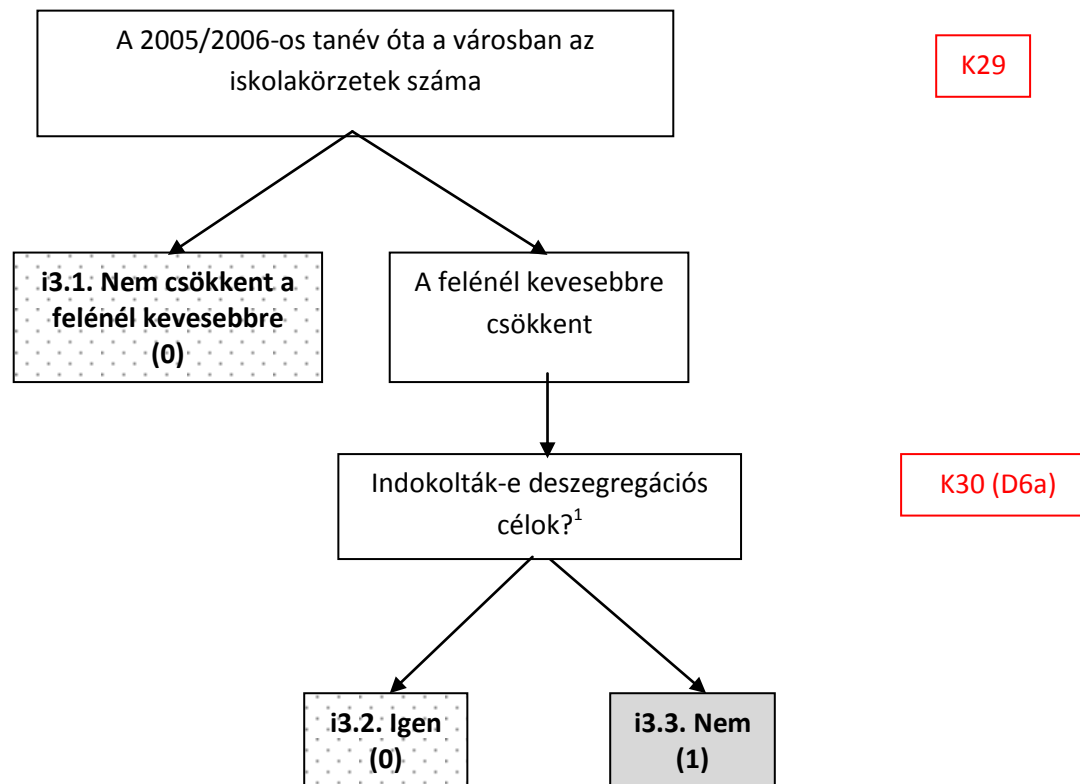 A 2005/2006-os tanév óta a városban az
iskolakörzetek száma
K29
i3.1. Nem csökkent a
felénél kevesebbre
(0)
A felénél kevesebbre
csökkent
Indokolták-e deszegregációs
célok?1
K30 (D6a)
i3.2. Igen
(0)
i3.3. Nem
(1)